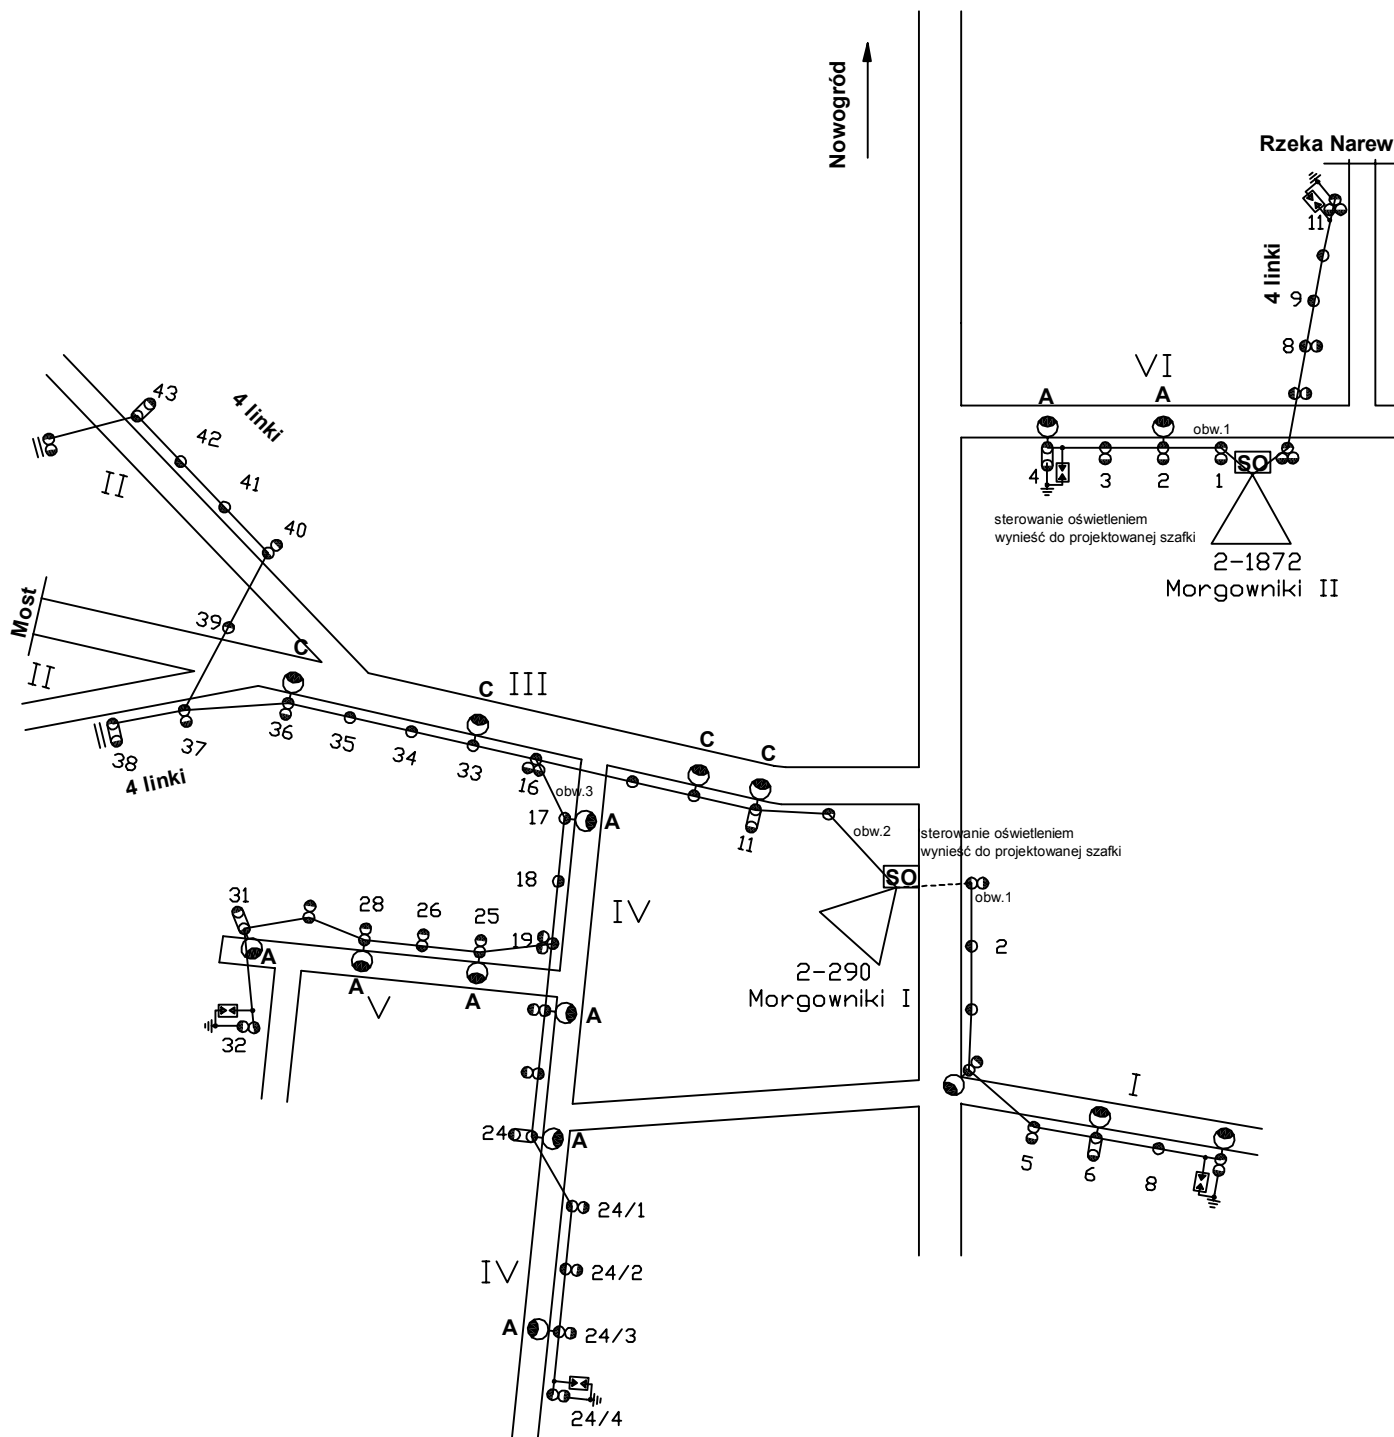 Nowogród
Rzeka Narew
11
4 linki
9
8
VI
A
A
obw.1
4
3
2
1
SO
sterowanie oświetleniem
wynieść do projektowanej szafki
2-1872
Morgowniki II
43
4 linki
42
II
41
40
Most
39
C
II
C
III
36
35
34
33
38
37
4 linki
16
C
C
obw.3
17
A
11
obw.2
sterowanie oświetleniem
wynieść do projektowanej szafki
SO
obw.1
18
31
28
26
25
19
IV
A
A
A
V
2
2-290
Morgowniki I
A
32
24
A
I
5
6
8
24/1
IV
24/2
A
24/3
24/4